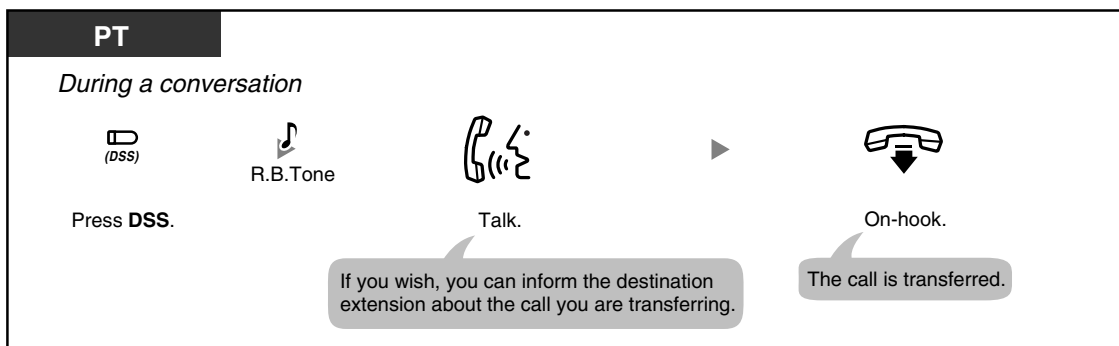 PT
During a conversation
(DSS)
R.B.Tone
Press DSS.
Talk.
On-hook.
If you wish, you can inform the destination
extension about the call you are transferring.
The call is transferred.